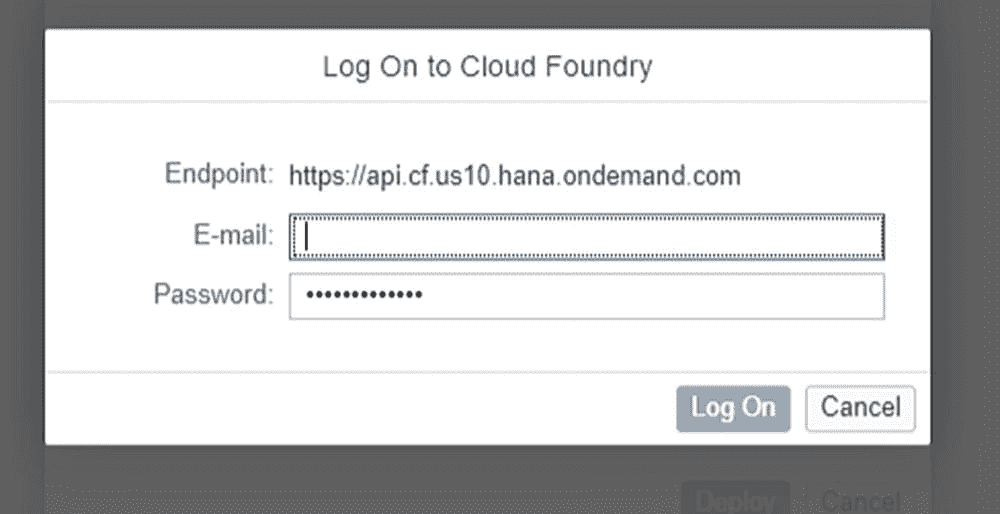 Log On to Cloud Foundry
Endpoint: https://api.cf.us10.hana.ondemand.com
E-mail:
Password: •••••••••••••
Log On Cancel
Deploy Cancel